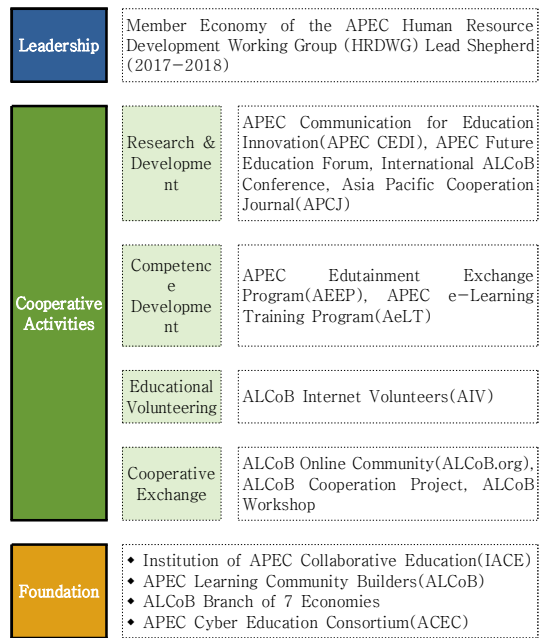 Leadership
Member Economy of the APEC Human Resource
Development Working Group (HRDWG) Lead Shepherd
(2017-2018)
Cooperative
Activities
Research &
Developme
nt
APEC Communication for Education
Innovation(APEC CEDI), APEC Future
Education Forum, International ALCoB
Conference, Asia Pacific Cooperation
Journal(APCJ)
Competenc
e
Developme
nt
APEC Edutainment Exchange
Program(AEEP), APEC e-Learning
Training Program(AeLT)
Educational
Volunteering
ALCoB Internet Volunteers(AIV)
Cooperative
Exchange
ALCoB Online Community(ALCoB.org),
ALCoB Cooperation Project, ALCoB
Workshop
Foundation
◆ Institution of APEC Collaborative Education(IACE)
◆ APEC Learning Community Builders(ALCoB)
◆ ALCoB Branch of 7 Economies
◆ APEC Cyber Education Consortium(ACEC)